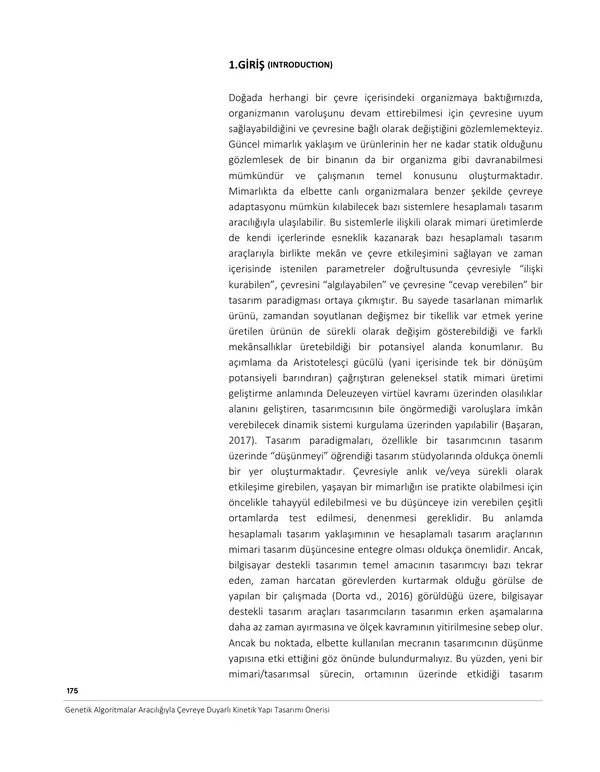 1.GİRİŞ (INTRODUCTION)
Doğada herhangi bir çevre içerisindeki organizmaya baktığımızda,
organizmanın varoluşunu devam ettirebilmesi için çevresine uyum
sağlayabildiğini ve çevresine bağlı olarak değiştiğini gözlemlemekteyiz.
Güncel mimarlık yaklaşım ve ürünlerinin her ne kadar statik olduğunu
gözlemlesek de bir binanın da bir organizma gibi davranabilmesi
mümkündür ve çalışmanın temel konusunu oluşturmaktadır.
Mimarlıkta da elbette canlı organizmalara benzer şekilde çevreye
adaptasyonu mümkün kılabilecek bazı sistemlere hesaplamalı tasarım
aracılığıyla ulaşılabilir. Bu sistemlerle ilişkili olarak mimari üretimlerde
de kendi içerlerinde esneklik kazanarak bazı hesaplamalı tasarım
araçlarıyla birlikte mekân ve çevre etkileşimini sağlayan ve zaman
içerisinde istenilen parametreler doğrultusunda çevresiyle “ilişki
kurabilen”, çevresini “algılayabilen” ve çevresine “cevap verebilen” bir
tasarım paradigması ortaya çıkmıştır. Bu sayede tasarlanan mimarlık
ürünü, zamandan soyutlanan değişmez bir tikellik var etmek yerine
üretilen ürünün de sürekli olarak değişim gösterebildiği ve farklı
mekânsallıklar üretebildiği bir potansiyel alanda konumlanır. Bu
açımlama da Aristotelesçi gücülü (yani içerisinde tek bir dönüşüm
potansiyeli barındıran) çağrıştıran geleneksel statik mimari üretimi
geliştirme anlamında Deleuzeyen virtüel kavramı üzerinden olasılıklar
alanını geliştiren, tasarımcısının bile öngörmediği varoluşlara imkân
verebilecek dinamik sistemi kurgulama üzerinden yapılabilir (Başaran,
2017). Tasarım paradigmaları, özellikle bir tasarımcının tasarım
üzerinde “düşünmeyi” öğrendiği tasarım stüdyolarında oldukça önemli
bir yer oluşturmaktadır. Çevresiyle anlık ve/veya sürekli olarak
etkileşime girebilen, yaşayan bir mimarlığın ise pratikte olabilmesi için
öncelikle tahayyül edilebilmesi ve bu düşünceye izin verebilen çeşitli
ortamlarda test edilmesi, denenmesi gereklidir. Bu anlamda
hesaplamalı tasarım yaklaşımının ve hesaplamalı tasarım araçlarının
mimari tasarım düşüncesine entegre olması oldukça önemlidir. Ancak,
bilgisayar destekli tasarımın temel amacının tasarımcıyı bazı tekrar
eden, zaman harcatan görevlerden kurtarmak olduğu görülse de
yapılan bir çalışmada (Dorta vd., 2016) görüldüğü üzere, bilgisayar
destekli tasarım araçları tasarımcıların tasarımın erken aşamalarına
daha az zaman ayırmasına ve ölçek kavramının yitirilmesine sebep olur.
Ancak bu noktada, elbette kullanılan mecranın tasarımcının düşünme
yapısına etki ettiğini göz önünde bulundurmalıyız. Bu yüzden, yeni bir
mimari/tasarımsal sürecin, ortamının üzerinde etkidiği tasarım
175
Genetik Algoritmalar Aracılığıyla Çevreye Duyarlı Kinetik Yapı Tasarımı Önerisi